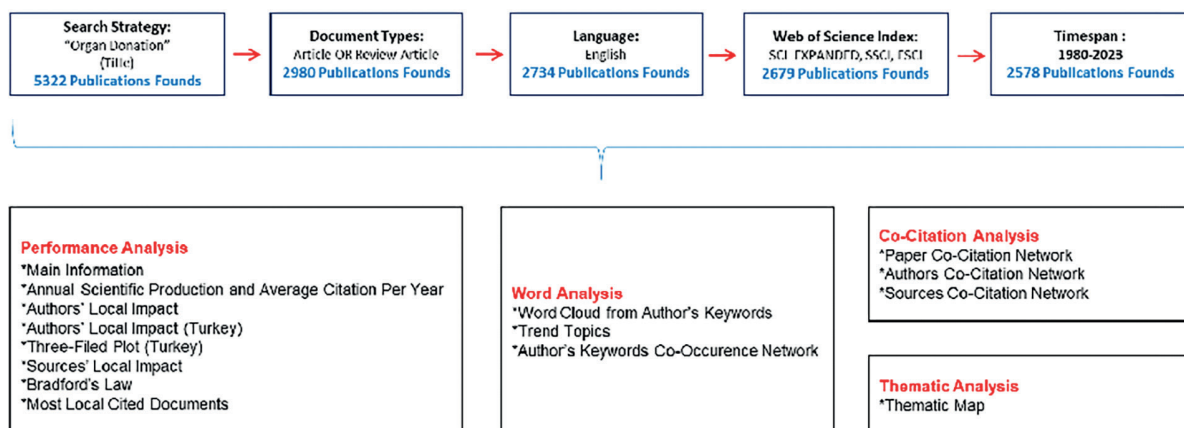 Search Strategy:
"Organ Donation"
(Title)
5322 Publications Founds
Document Types:
Article OR Review Article
2980 Publications Founds
Language:
English
2734 Publications Founds
Web of Science Index:
SCI-EXPANDED, SSCI, ESCI
2679 Publications Founds
Timespan :
1980-2023
2578 Publications Founds
Performance Analysis
*Main Information
*Annual Scientific Production and Average Citation Per Year
*Authors' Local Impact
*Authors' Local Impact (Turkey)
*Three-Filed Plot (Turkey)
*Sources' Local Impact
*Bradford's Law
*Most Local Cited Documents
Word Analysis
*Word Cloud from Author's Keywords
*Trend Topics
*Author's Keywords Co-Occurence Network
Co-Citation Analysis
*Paper Co-Citation Network
*Authors Co-Citation Network
*Sources Co-Citation Network
Thematic Analysis
*Thematic Map